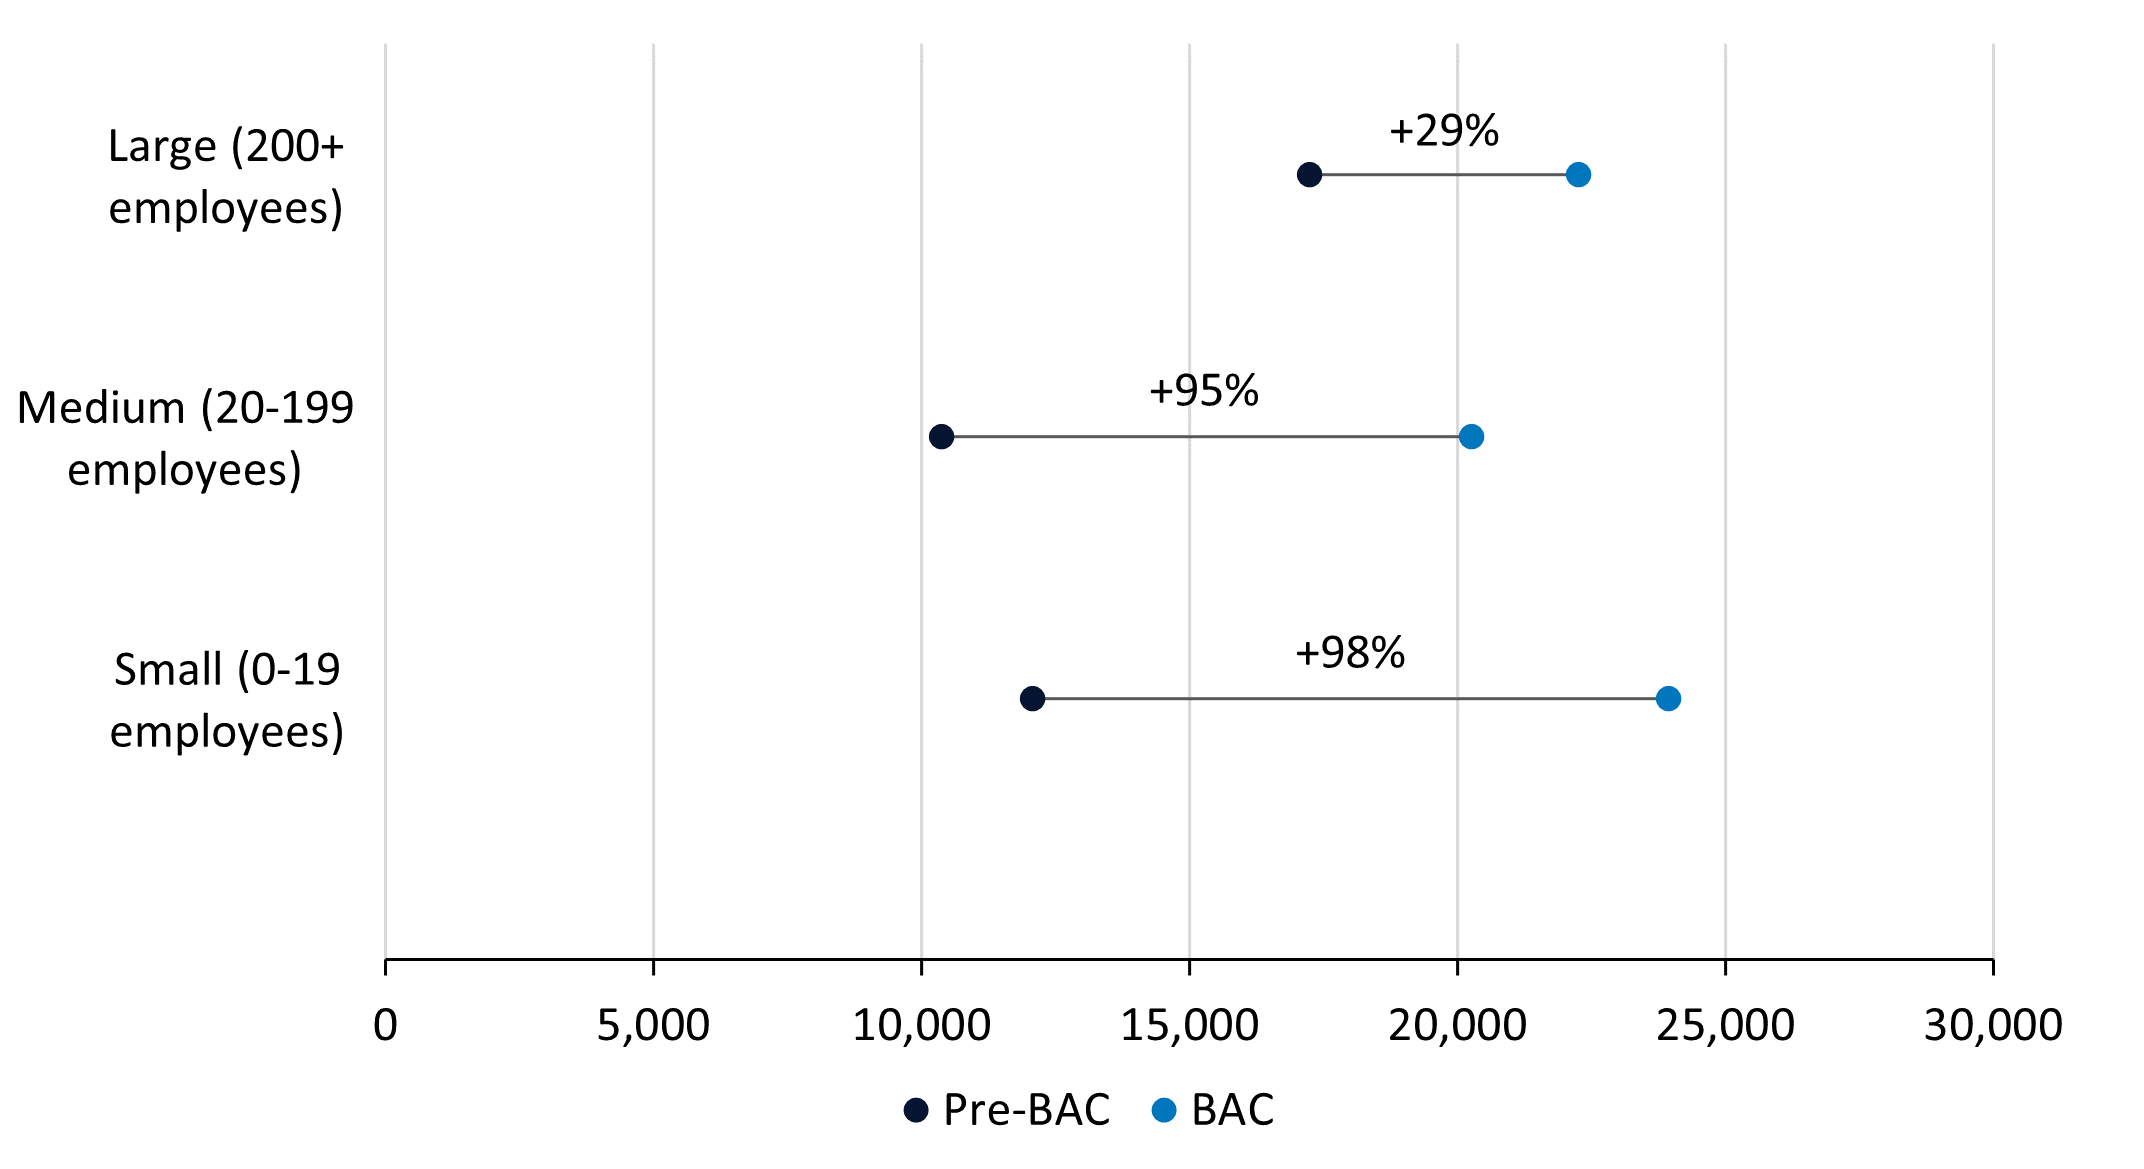 Large (200+
employees)
+29%
Medium (20-199
employees)
+95%
Small (0-19
employees)
+98%
0 5,000 10,000 15,000 20,000 25,000 30,000
Pre-BAC BAC